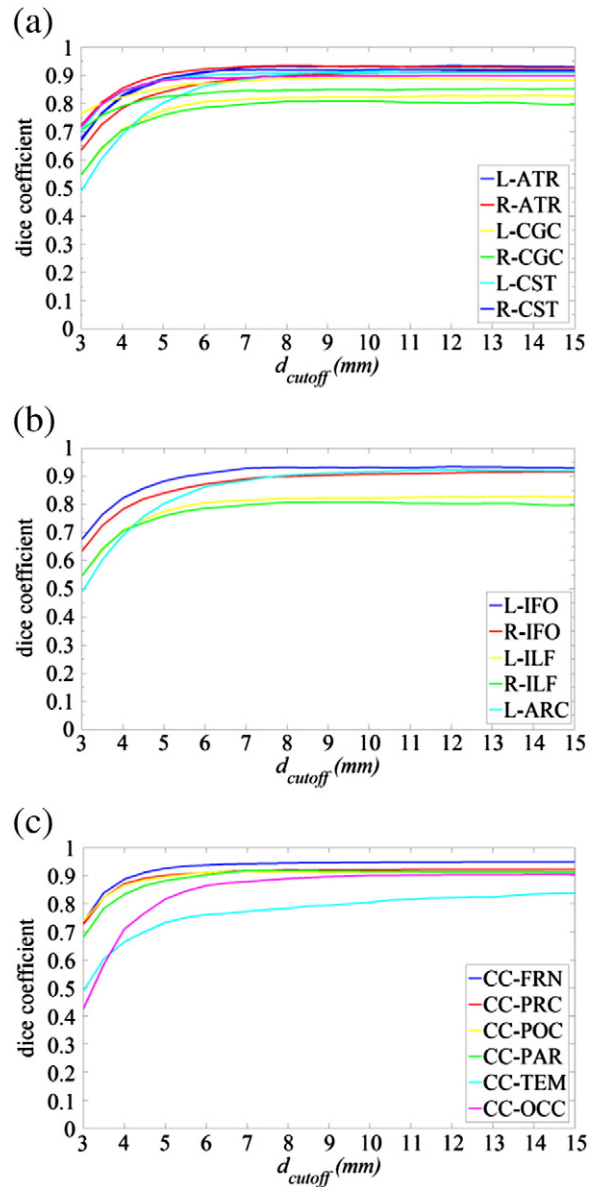 (a)
1
0.9
0.8
0.7
0.6
0.5
0.4
0.3
0.2
0.1
0
dice coefficient
L-ATR
R-ATR
L-CGC
R-CGC
L-CST
R-CST
3 4 5 6 7 8 9 10 11 12 13 14 15
dcutoff (mm)
(b)
1
0.9
0.8
0.7
0.6
0.5
0.4
0.3
0.2
0.1
0
dice coefficient
L-IFO
R-IFO
L-ILF
R-ILF
L-ARC
3 4 5 6 7 8 9 10 11 12 13 14 15
dcutoff (mm)
(c)
1
0.9
0.8
0.7
0.6
0.5
0.4
0.3
0.2
0.1
0
dice coefficient
CC-FRN
CC-PRC
CC-POC
CC-PAR
CC-TEM
CC-OCC
3 4 5 6 7 8 9 10 11 12 13 14 15
dcutoff (mm)